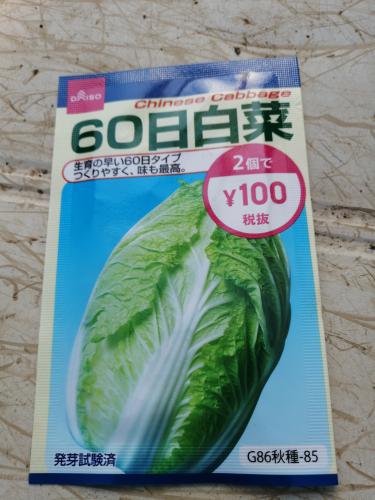 DAISO
Chinese Cabbage
60日白菜
生育の早い60日タイプ
つくりやすく、味も最高。
2個で
¥100
税抜
発芽試験済
G86秋種-85